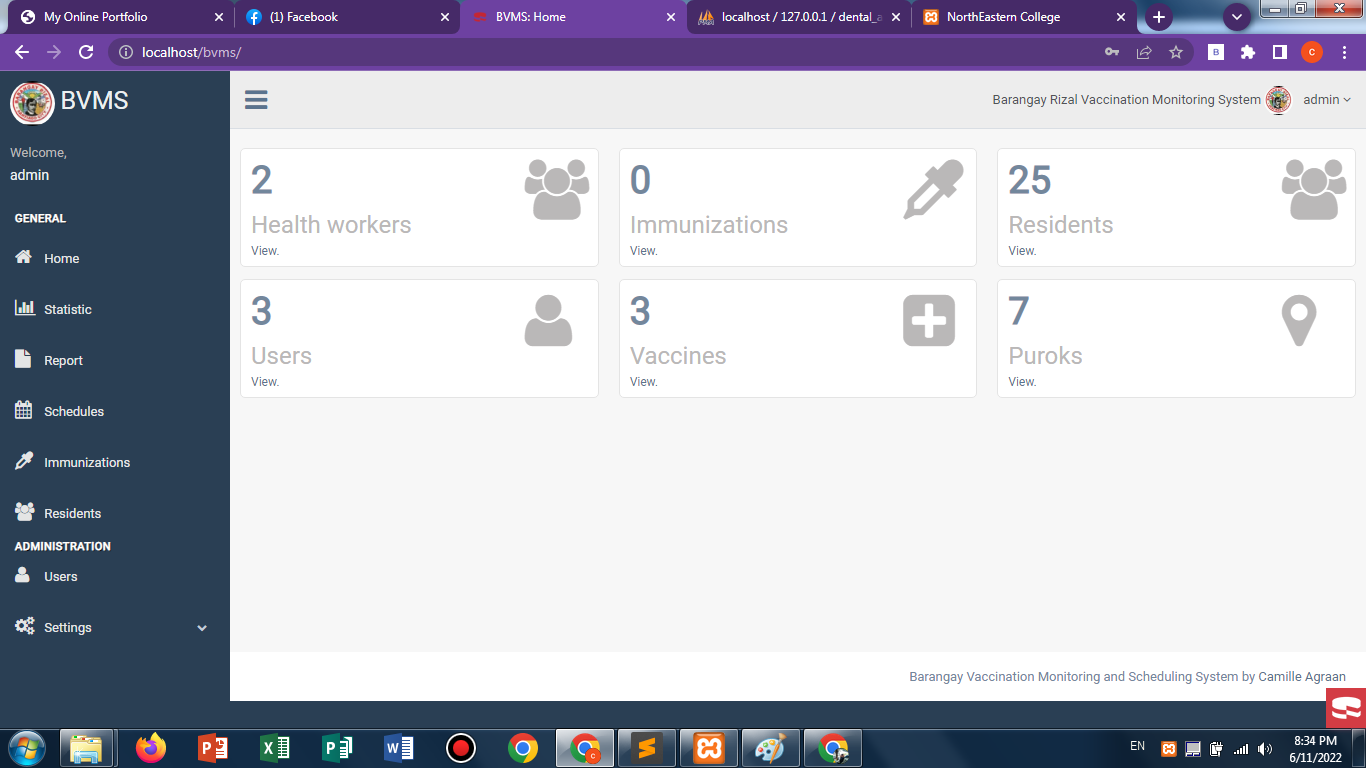 My Online Portfolio
(1) Facebook
BVMS: Home
localhost / 127.0.0.1 / dental_a
NorthEastern College
localhost/bvms/
B
C
BVMS
Barangay Rizal Vaccination Monitoring System
admin
Welcome,
admin
GENERAL
Home
Statistic
Report
Schedules
Immunizations
Residents
ADMINISTRATION
Users
Settings
2
Health workers
View.
0
Immunizations
View.
25
Residents
View.
3
Users
View.
3
Vaccines
View.
7
Puroks
View.
Barangay Vaccination Monitoring and Scheduling System by Camille Agraan
EN
8:34 PM
6/11/2022